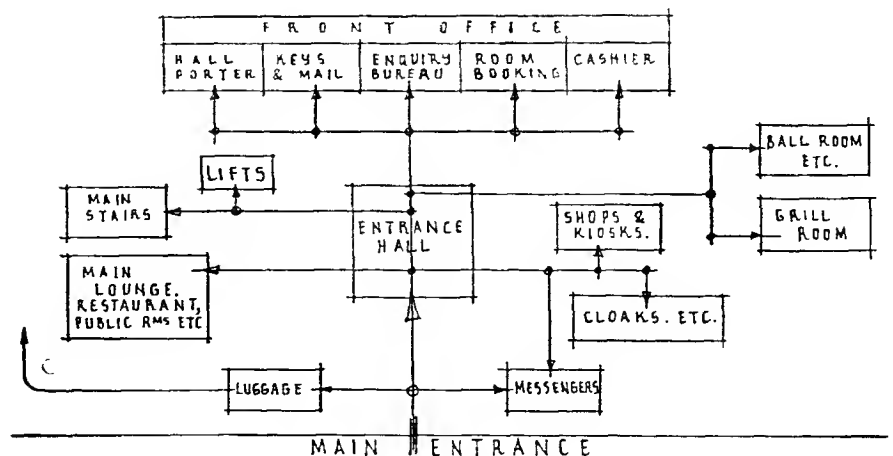 FRONT OFFICE
HALL PORTER
KEYS & MAIL
ENQUIRY BUREAU
ROOM BOOKING
CASHIER
BALL ROOM
ETC.
LIFTS
MAIN
STAIRS
ENTRANCE
HALL
SHOPS &
KIOSKS.
GRILL
ROOM
MAIN
LOUNGE.
RESTAURANT,
PUBLIC RMS ETC
CLOAKS. ETC.
C
LUGGAGE
MESSENGERS
MAIN ENTRANCE